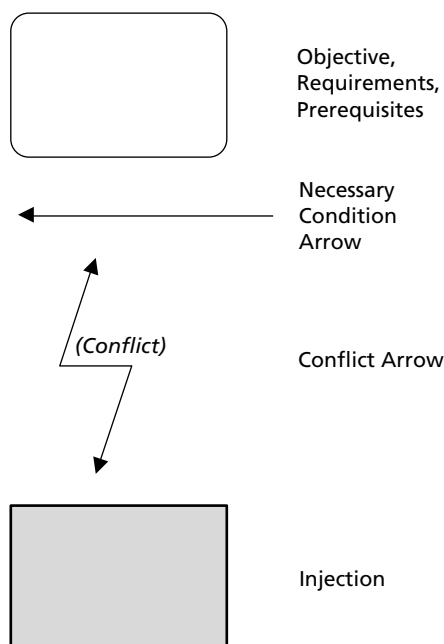 Objective,
Requirements,
Prerequisites
Necessary
Condition
Arrow
(Conflict)
Conflict Arrow
Injection